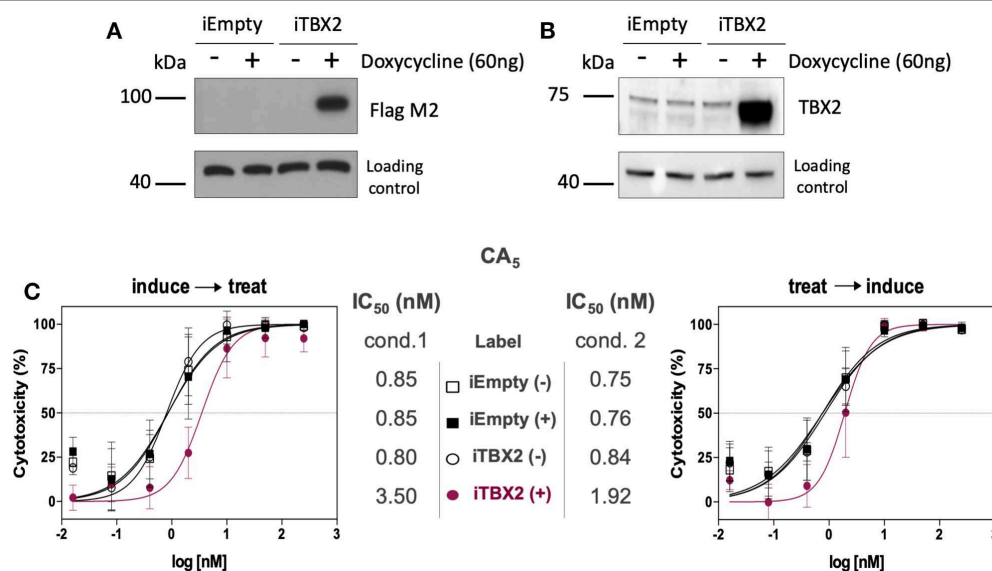 A
iEmpty iTBX2
kDa - + - + Doxycycline (60ng)
100
Flag M2
40
Loading
control
B
iEmpty iTBX2
kDa - + - + Doxycycline (60ng)
75
TBX2
40
Loading
control
CA5
C
induce → treat
Cytotoxicity (%)
100
75
50
25
0
-2 -1 0 1 2 3
log [nM]
IC50 (nM) IC50 (nM)
cond.1 Label cond. 2
0.85 iEmpty (-) 0.75
0.85 iEmpty (+) 0.76
0.80 iTBX2 (-) 0.84
3.50 iTBX2 (+) 1.92
treat → induce
Cytotoxicity (%)
100
75
50
25
0
-2 -1 0 1 2 3
log [nM]